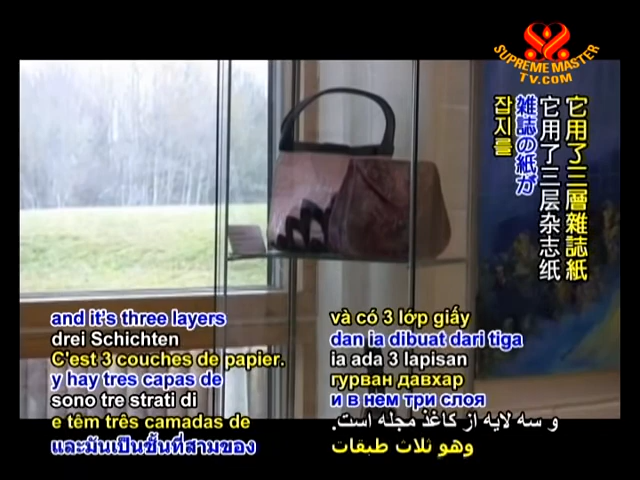 SUPREME MASTER
TV.COM
它用了三層雜誌紙
它用了三层杂志纸
雑誌の紙が
잡지를
and it's three layers
drei Schichten
C'est 3 couches de papier.
y hay tres capas de
sono tre strati di
e têm três camadas de
และมันเป็นชั้นที่สามของ
và có 3 lớp giấy
dan ia dibuat dari tiga
ia ada 3 lapisan
гурван давхар
и в нем три слоя
و سه لایه از کاغذ مجله است.
وهو ثلاث طبقات